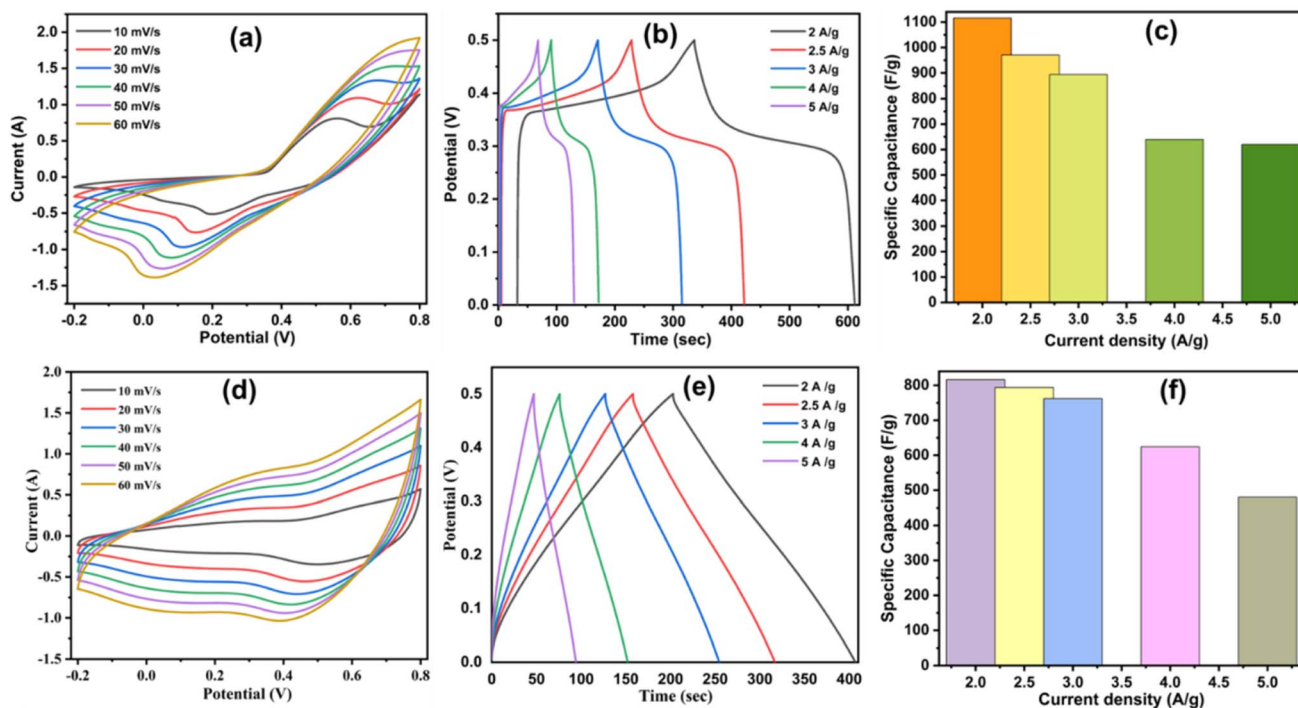 (a)
10 mV/s
20 mV/s
30 mV/s
40 mV/s
50 mV/s
60 mV/s
2.0
1.5
1.0
0.5
0.0
-0.5
-1.0
-1.5
Current (A)
-0.2 0.0 0.2 0.4 0.6 0.8
Potential (V)
(b)
2 A/g
2.5 A/g
3 A/g
4 A/g
5 A/g
0.5
0.4
0.3
0.2
0.1
0.0
Potential (V)
0 100 200 300 400 500 600
Time (sec)
(c)
1100
1000
900
800
700
600
500
400
300
200
100
0
Specific Capacitance (F/g)
2.0 2.5 3.0 3.5 4.0 4.5 5.0
Current density (A/g)
(d)
10 mV/s
20 mV/s
30 mV/s
40 mV/s
50 mV/s
60 mV/s
2.0
1.5
1.0
0.5
0.0
-0.5
-1.0
-1.5
Current (A)
-0.2 0.0 0.2 0.4 0.6 0.8
Potential (V)
(e)
2 A /g
2.5 A /g
3 A /g
4 A /g
5 A /g
0.5
0.4
0.3
0.2
0.1
0.0
Potential (V)
0 50 100 150 200 250 300 350 400
Time (sec)
(f)
800
700
600
500
400
300
200
100
0
Specific Capacitance (F/g)
2.0 2.5 3.0 3.5 4.0 4.5 5.0
Current density (A/g)